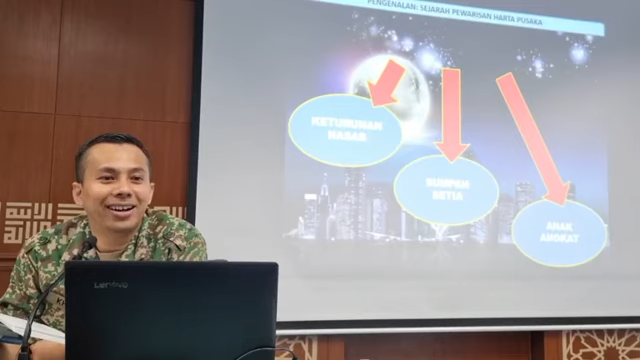 PENGENALAN: SEJARAH PEWARISAN HARTA PUSAKA
KETURUNAN
NASAB
SUMPAH
SETIA
ANAK
ANGKAT
Lenovo